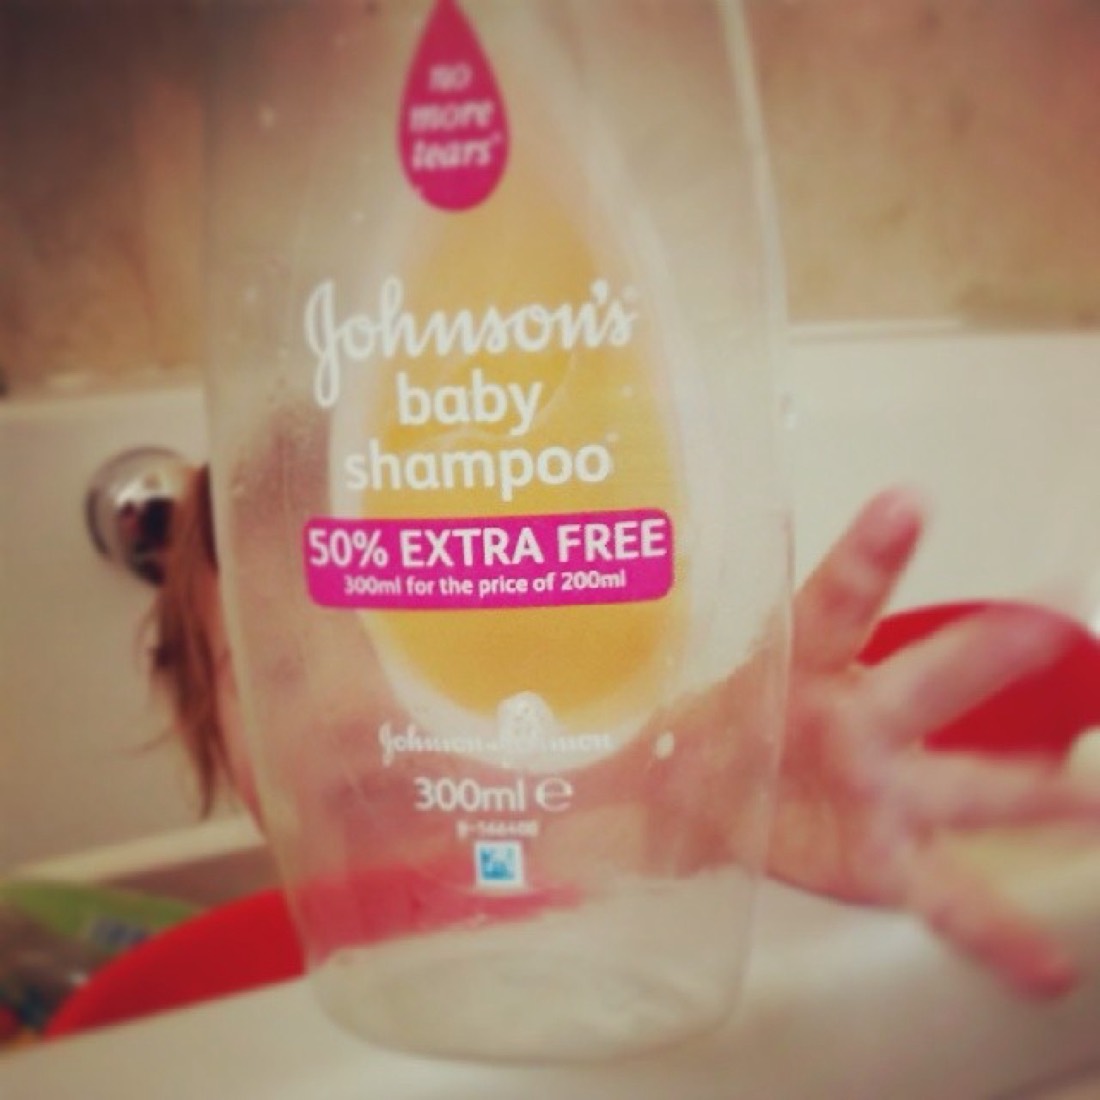 no
more
tears
Johnson's
baby
shampoo
50% EXTRA FREE
300ml for the price of 200ml
300ml e